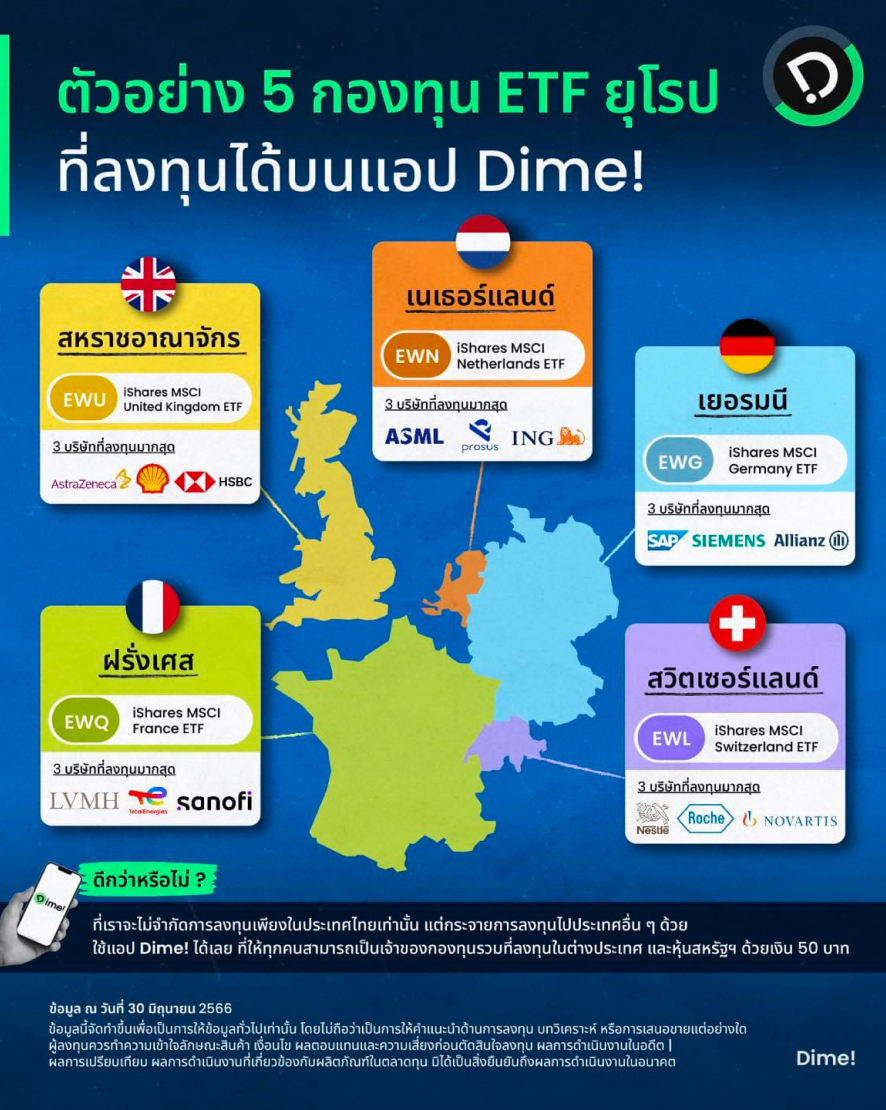 ตัวอย่าง 5 กองทุน ETF ยุโรป
ที่ลงทุนได้บนแอป Dime!
สหราชอาณาจักร
EWU
iShares MSCI
United Kingdom ETF
3 บริษัทที่ลงทุนมากสุด
AstraZeneca
HSBC
เนเธอร์แลนด์
EWN
iShares MSCI
Netherlands ETF
3 บริษัทที่ลงทุนมากสุด
ASML
prosus
ING
เยอรมนี
EWG
iShares MSCI
Germany ETF
3 บริษัทที่ลงทุนมากสุด
SAP
SIEMENS
Allianz
ฝรั่งเศส
EWQ
iShares MSCI
France ETF
3 บริษัทที่ลงทุนมากสุด
LVMH
TotalEnergies
sanofi
สวิตเซอร์แลนด์
EWL
iShares MSCI
Switzerland ETF
3 บริษัทที่ลงทุนมากสุด
Nestlé
Roche
NOVARTIS
Dime!
ดีกว่าหรือไม่ ?
ที่เราจะไม่จำกัดการลงทุนเพียงในประเทศไทยเท่านั้น แต่กระจายการลงทุนไปประเทศอื่น ๆ ด้วย
ใช้แอป Dime! ได้เลย ที่ให้ทุกคนสามารถเป็นเจ้าของกองทุนรวมที่ลงทุนในต่างประเทศ และหุ้นสหรัฐฯ ด้วยเงิน 50 บาท
ข้อมูล ณ วันที่ 30 มิถุนายน 2566
ข้อมูลนี้จัดทำขึ้นเพื่อเป็นการให้ข้อมูลทั่วไปเท่านั้น โดยไม่ถือว่าเป็นการให้คำแนะนำด้านการลงทุน บทวิเคราะห์ หรือการเสนอขายแต่อย่างใด
ผู้ลงทุนควรทำความเข้าใจลักษณะสินค้า เงื่อนไข ผลตอบแทนและความเสี่ยงก่อนตัดสินใจลงทุน ผลการดำเนินงานในอดีต |
ผลการเปรียบเทียบ ผลการดำเนินงานที่เกี่ยวข้องกับผลิตภัณฑ์ในตลาดทุน มิได้เป็นสิ่งยืนยันถึงผลการดำเนินงานในอนาคต
Dime!